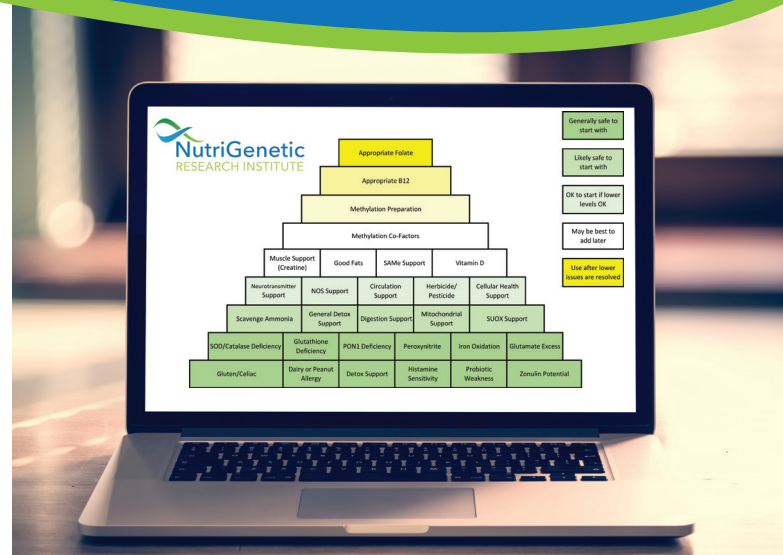 NutriGenetic
RESEARCH INSTITUTE
Appropriate Folate
Appropriate B12
Methylation Preparation
Methylation Co-Factors
Muscle Support
(Creatine)
Good Fats
SAMe Support
Vitamin D
Neurotransmitter
Support
NOS Support
Circulation
Support
Herbicide/
Pesticide
Cellular Health
Support
Scavenge Ammonia
General Detox
Support
Digestion Support
Mitochondrial
Support
SUOX Support
SOD/Catalase Deficiency
Glutathione
Deficiency
PON1 Deficiency
Peroxynitrite
Iron Oxidation
Glutamate Excess
Gluten/Celiac
Dairy or Peanut
Allergy
Detox Support
Histamine
Sensitivity
Probiotic
Weakness
Zonulin Potential
Generally safe to
start with
Likely safe to
start with
OK to start if lower
levels OK
May be best to
add later
Use after lower
issues are resolved